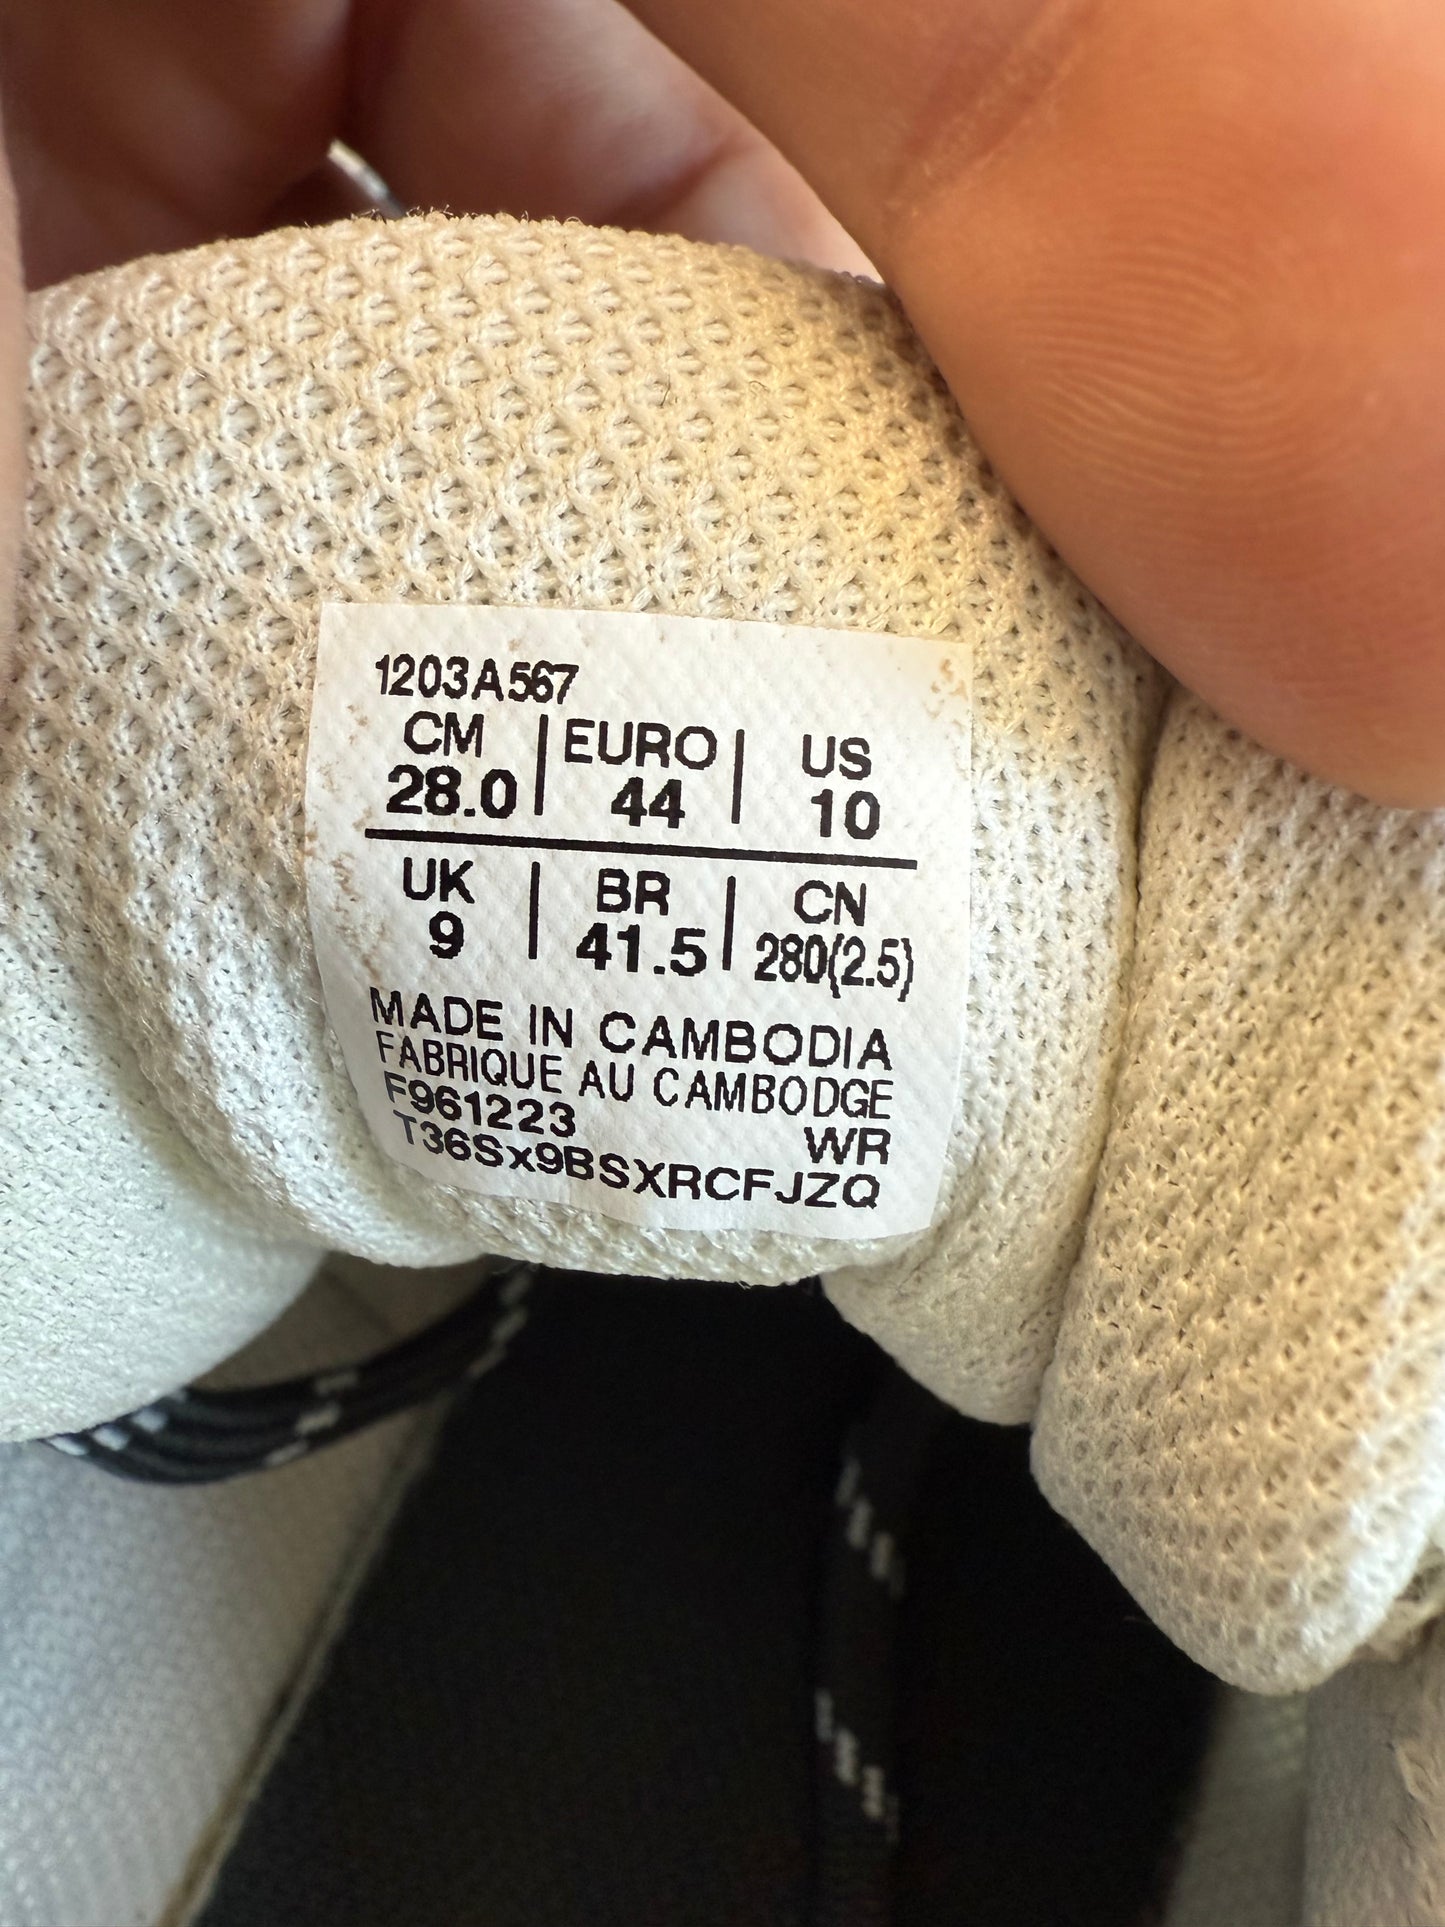 1203A567
CM | EURO | US
28.0 | 44 | 10
UK | BR | CN
9 | 41.5 | 280(2.5)
MADE IN CAMBODIA
FABRIQUE AU CAMBODGE
F961223 WR
T36Sx9BSXRCFJZQ